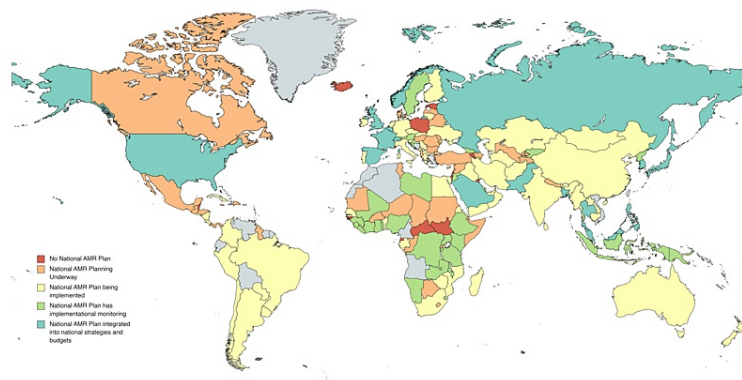 No National AMR Plan
National AMR Planning
Underway
National AMR Plan being
implemented
National AMR Plan has
implementational monitoring
National AMR Plan integrated
into national strategies and
budgets